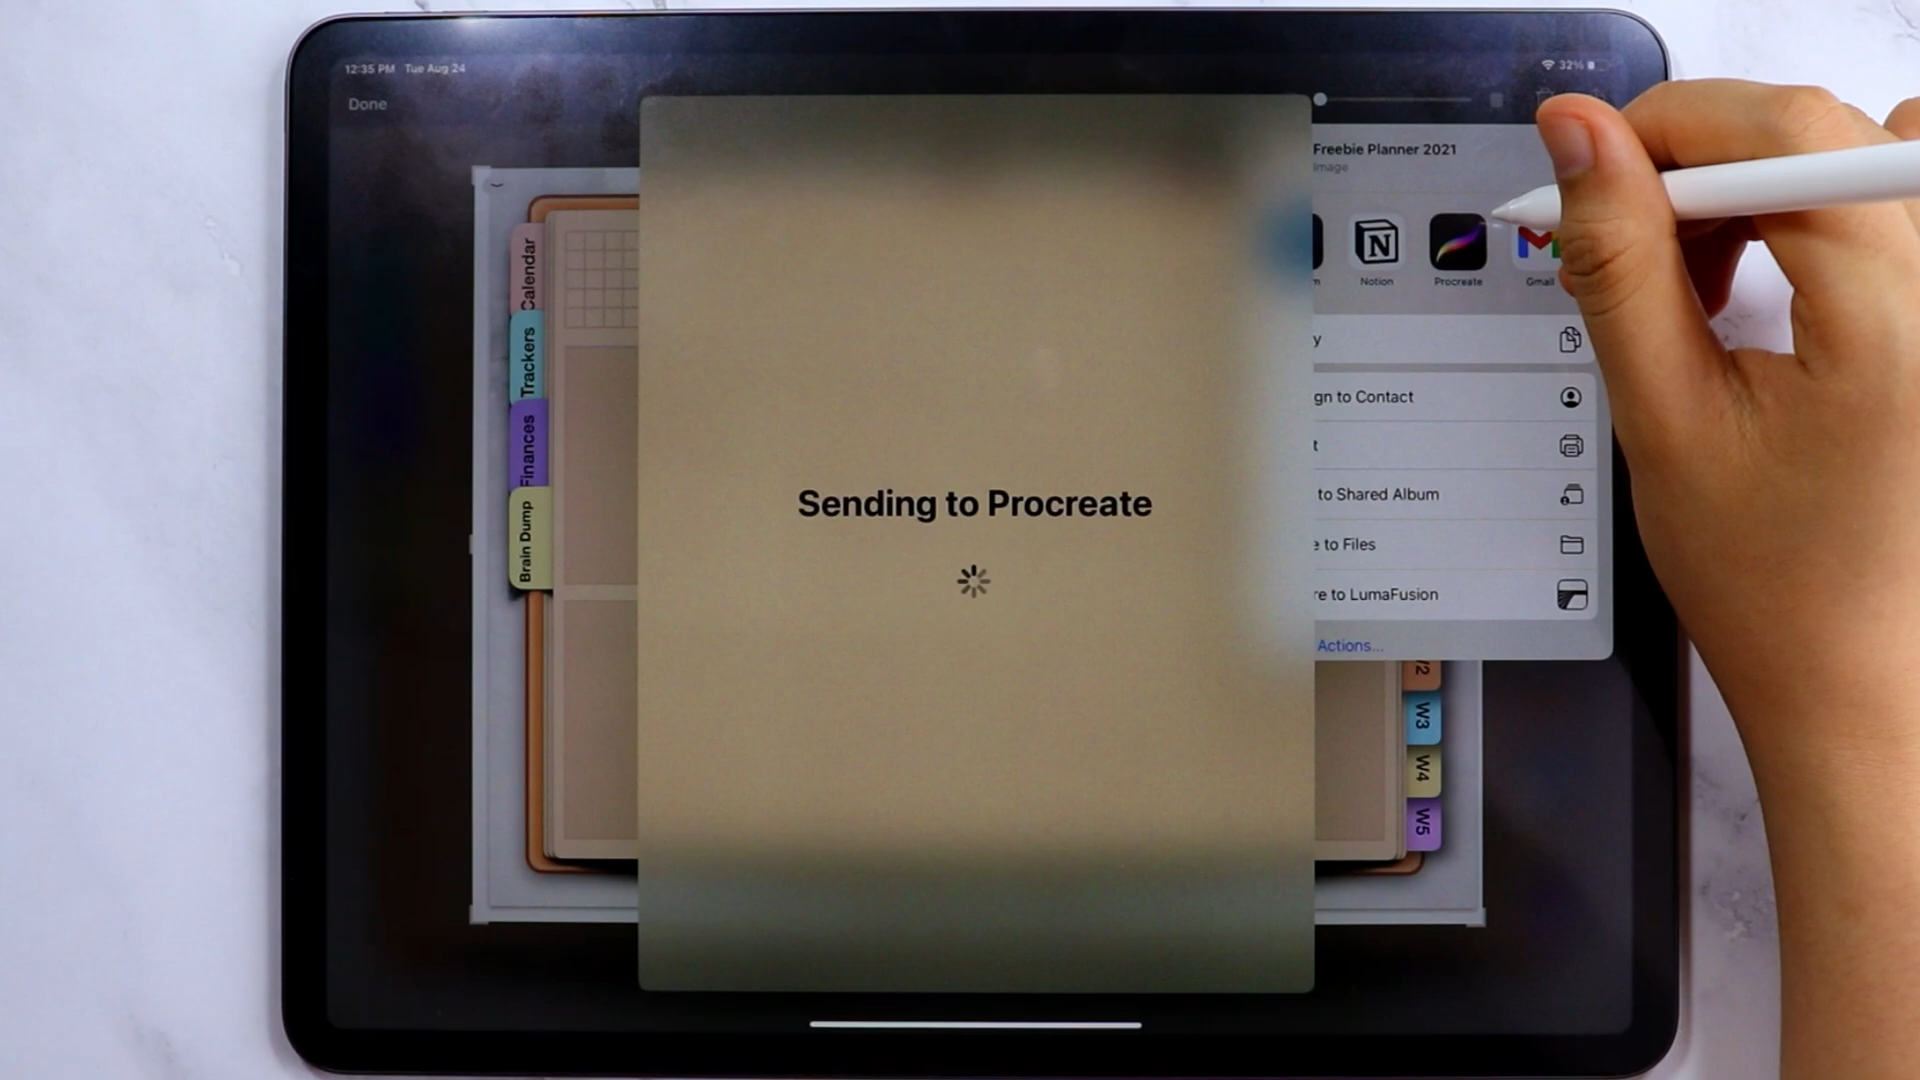 12:35 PM Tue Aug 24
32%
Done
Freebie Planner 2021
Image
Notion
Procreate
Gmail
y
gn to Contact
t
to Shared Album
e to Files
re to LumaFusion
Actions...
Sending to Procreate
Calendar
Trackers
Finances
Brain Dump
W3
W4
W5